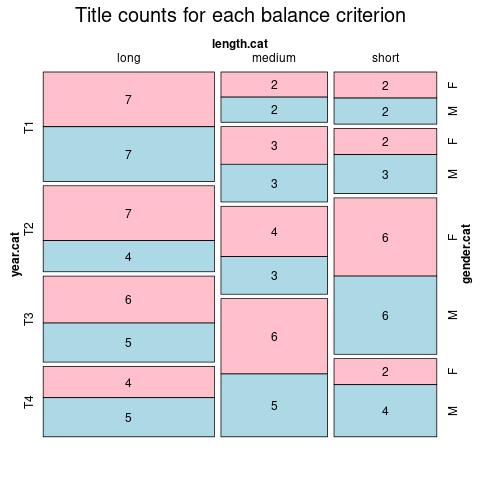 Title counts for each balance criterion
length.cat
long medium short
year.cat
gender.cat
T1
T2
T3
T4
7 2 2 F
7 2 2 M
7 3 2 F
4 3 3 M
6 4 6 F
5 3 6 M
4 6 2 F
5 5 4 M